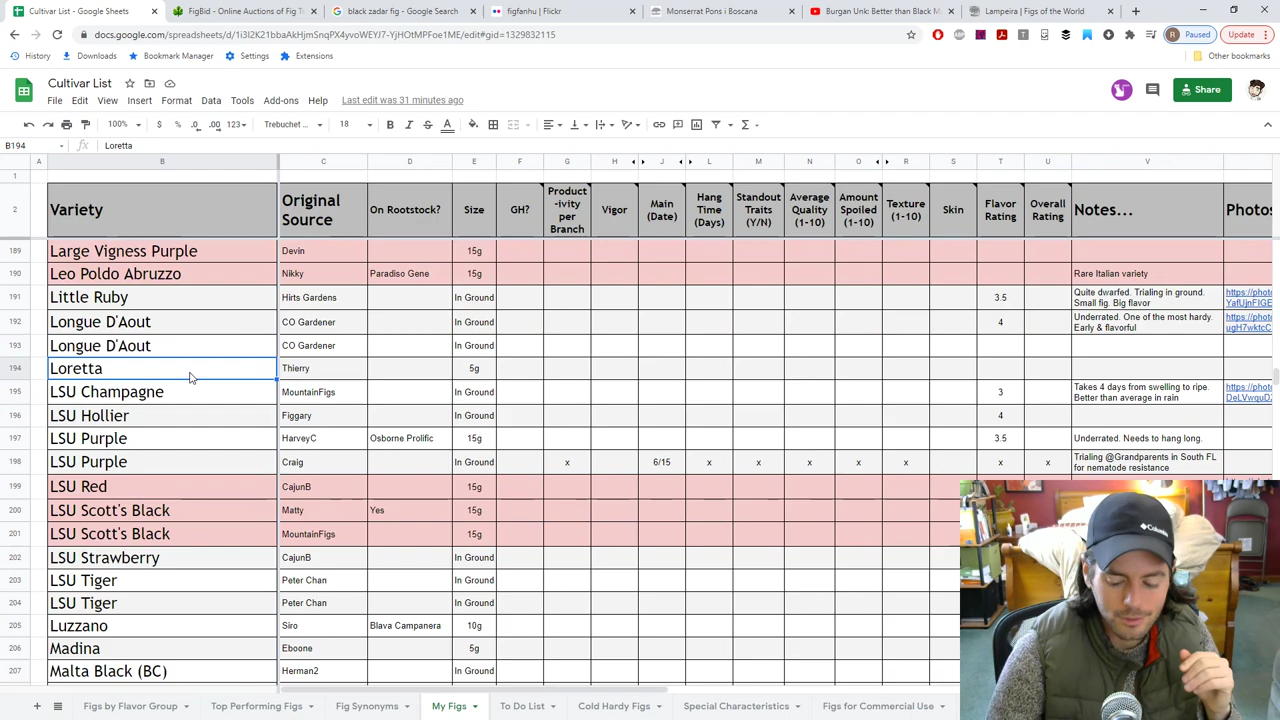 Cultivar List - Google Sheets
FigBid - Online Auctions of Fig T
black zadar fig - Google Search
figfanhu | Flickr
Monserrat Pons i Boscana
Burgan Unk: Better than Black M
Lampeira | Figs of the World
docs.google.com/spreadsheets/d/1i3l2K21bbaAkHjmSnqPX4yvoWEYJ7-YjHOtMPFoe1ME/edit#gid=1329832115
Paused
Update
History
Downloads
Bookmark Manager
Settings
Extensions
Other bookmarks
Cultivar List
File Edit View Insert Format Data Tools Add-ons Help Last edit was 31 minutes ago
Share
100% $ % .0 .00 123 Trebuchet ... 18 B I S A
B194 fx Loretta
A B C D E F G H J L M N O R S T U V
1
2 Variety Original Source On Rootstock? Size GH? Product-ivity per Branch Vigor Main (Date) Hang Time (Days) Standout Traits (Y/N) Average Quality (1-10) Amount Spoiled (1-10) Texture (1-10) Skin Flavor Rating Overall Rating Notes... Photos
189 Large Vigness Purple Devin 15g
190 Leo Poldo Abruzzo Nikky Paradiso Gene 15g Rare Italian variety
191 Little Ruby Hirts Gardens In Ground 3.5 Quite dwarfed. Trialing in ground. Small fig. Big flavor https://phot YafUjnFIGE
192 Longue D'Aout CO Gardener In Ground 4 Underrated. One of the most hardy. Early & flavorful https://phot ugH7wktcC
193 Longue D'Aout CO Gardener In Ground
194 Loretta Thierry 5g
195 LSU Champagne MountainFigs In Ground 3 Takes 4 days from swelling to ripe. Better than average in rain https://phot DeLVwquDZ
196 LSU Hollier Figgary In Ground 4
197 LSU Purple HarveyC Osborne Prolific 15g 3.5 Underrated. Needs to hang long.
198 LSU Purple Craig In Ground x 6/15 x x x x x x x Trialing @Grandparents in South FL for nematode resistance
199 LSU Red CajunB 15g
200 LSU Scott's Black Matty Yes 15g
201 LSU Scott's Black MountainFigs 15g
202 LSU Strawberry CajunB In Ground
203 LSU Tiger Peter Chan In Ground
204 LSU Tiger Peter Chan In Ground
205 Luzzano Siro Blava Campanera 10g
206 Madina Eboone 5g
207 Malta Black (BC) Herman2 In Ground
Figs by Flavor Group Top Performing Figs Fig Synonyms My Figs To Do List Cold Hardy Figs Special Characteristics Figs for Commercial Use
Columbia